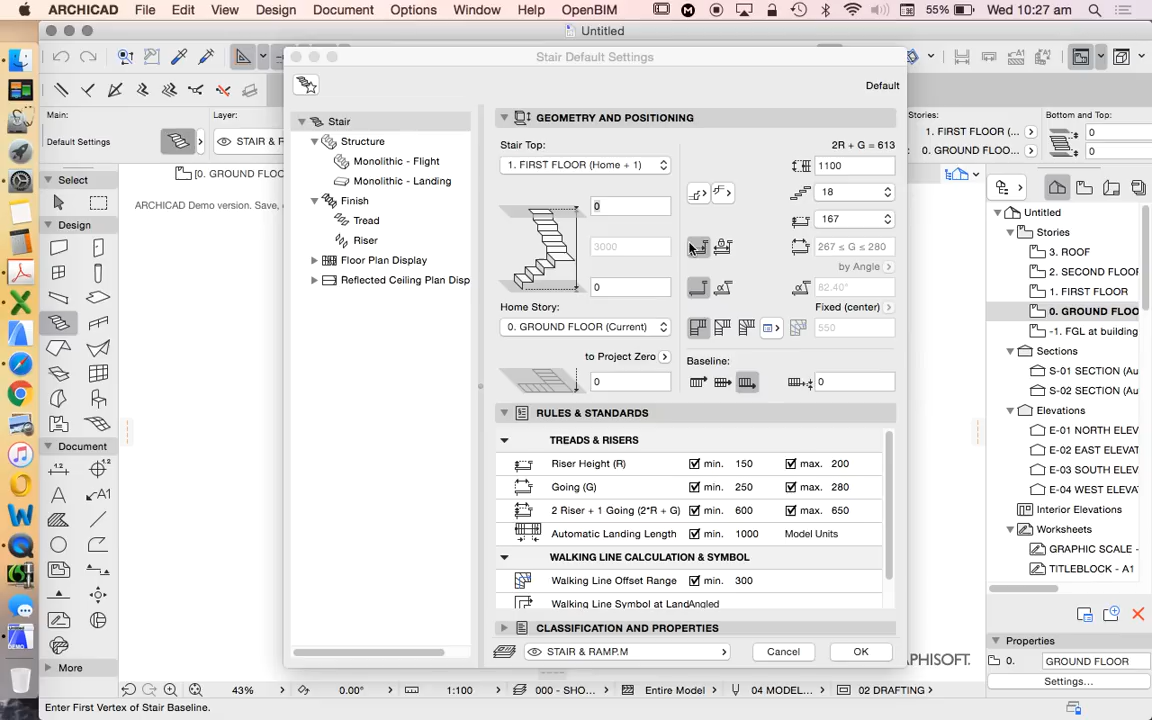 ARCHICAD File Edit View Design Document Options Window Help OpenBIM 55% Wed 10:27 am
Untitled
Stair Default Settings
Default
Main:
Default Settings
Layer:
STAIR & R
Stories:
1. FIRST FLOOR (...
0. GROUND FLOO...
Bottom and Top:
0
0
Select
Design
Document
More
[0. GROUND FLOO
ARCHICAD Demo version. Save,
Stair
Structure
Monolithic - Flight
Monolithic - Landing
Finish
Tread
Riser
Floor Plan Display
Reflected Ceiling Plan Disp
GEOMETRY AND POSITIONING
Stair Top:
1. FIRST FLOOR (Home + 1)
0
3000
0
Home Story:
0. GROUND FLOOR (Current)
to Project Zero
0
2R + G = 613
1100
18
167
267 ≤ G ≤ 280
by Angle
82.40°
Fixed (center)
550
Baseline:
0
RULES & STANDARDS
TREADS & RISERS
Riser Height (R) min. 150 max. 200
Going (G) min. 250 max. 280
2 Riser + 1 Going (2*R + G) min. 600 max. 650
Automatic Landing Length min. 1000 Model Units
WALKING LINE CALCULATION & SYMBOL
Walking Line Offset Range min. 300
Walking Line Symbol at LandAngled
CLASSIFICATION AND PROPERTIES
STAIR & RAMP.M
Cancel
OK
Untitled
Stories
3. ROOF
2. SECOND FLOOR
1. FIRST FLOOR
0. GROUND FLOO
-1. FGL at building
Sections
S-01 SECTION (Au
S-02 SECTION (Au
Elevations
E-01 NORTH ELEV
E-02 EAST ELEVAT
E-03 SOUTH ELEV
E-04 WEST ELEVA
Interior Elevations
Worksheets
GRAPHIC SCALE -
TITLEBLOCK - A1
Properties
0. GROUND FLOOR
Settings...
PHISOFT.
43% 0.00° 1:100 000 - SHO... Entire Model 04 MODEL... 02 DRAFTING
Enter First Vertex of Stair Baseline.